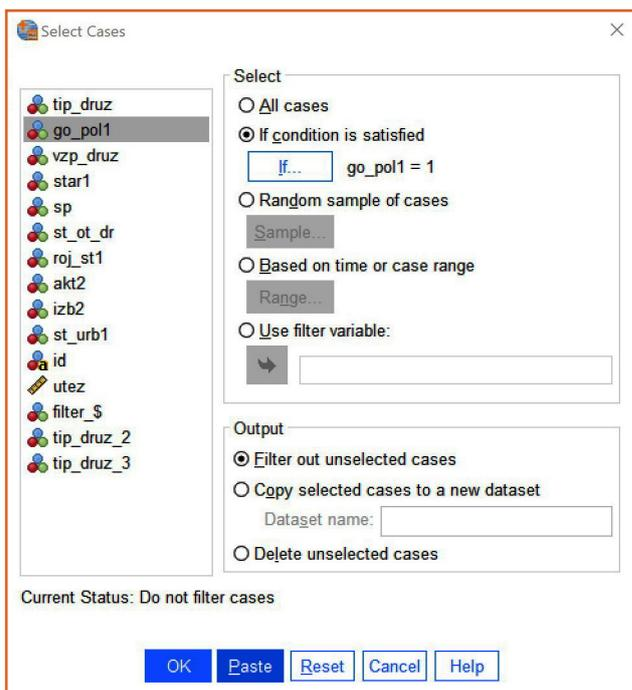 Select Cases
tip_druz
go_pol1
vzp_druz
star1
sp
st_ot_dr
roj_st1
akt2
izb2
st_urb1
id
utez
filter_$
tip_druz_2
tip_druz_3
Select
All cases
If condition is satisfied
If... go_pol1 = 1
Random sample of cases
Sample...
Based on time or case range
Range...
Use filter variable:
Output
Filter out unselected cases
Copy selected cases to a new dataset
Dataset name:
Delete unselected cases
Current Status: Do not filter cases
OK Paste Reset Cancel Help